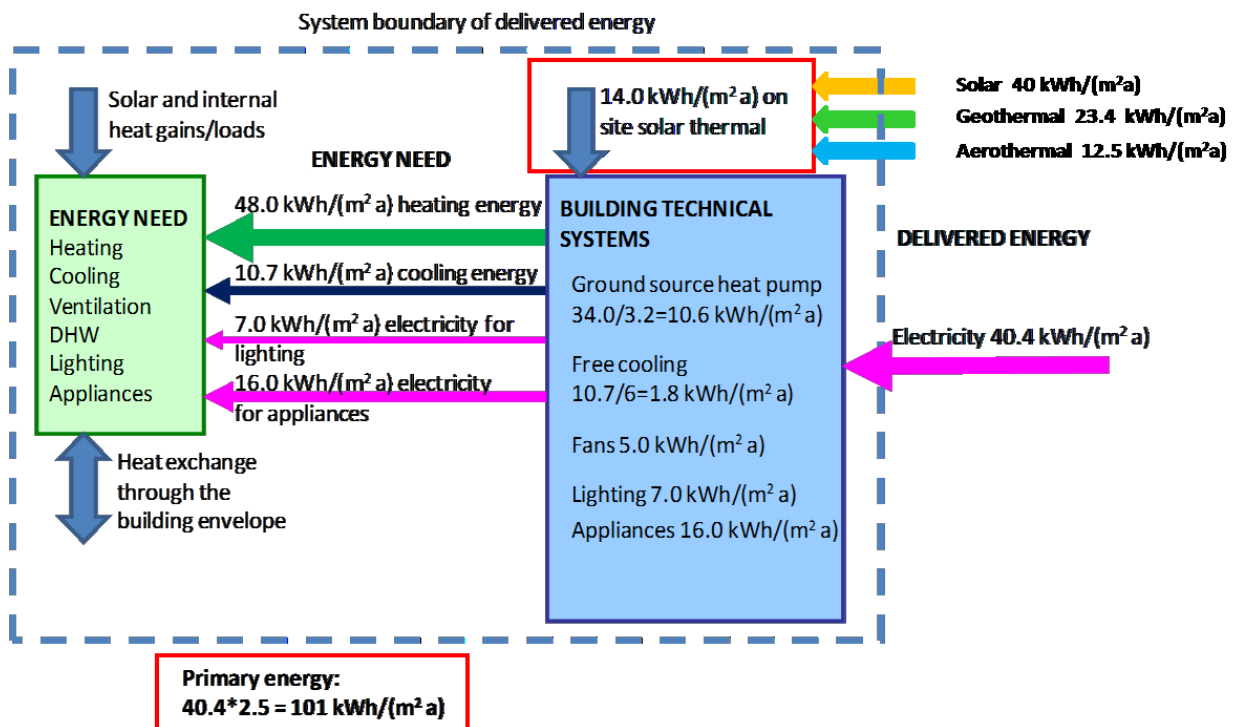 System boundary of delivered energy
Solar and internal
heat gains/loads
14.0 kWh/(m² a) on
site solar thermal
Solar 40 kWh/(m²a)
Geothermal 23.4 kWh/(m²a)
Aerothermal 12.5 kWh/(m²a)
ENERGY NEED
ENERGY NEED
Heating
Cooling
Ventilation
DHW
Lighting
Appliances
48.0 kWh/(m² a) heating energy
10.7 kWh/(m² a) cooling energy
7.0 kWh/(m² a) electricity for
lighting
16.0 kWh/(m² a) electricity
for appliances
BUILDING TECHNICAL
SYSTEMS
Ground source heat pump
34.0/3.2=10.6 kWh/(m² a)
Free cooling
10.7/6=1.8 kWh/(m² a)
Fans 5.0 kWh/(m² a)
Lighting 7.0 kWh/(m² a)
Appliances 16.0 kWh/(m² a)
DELIVERED ENERGY
Electricity 40.4 kWh/(m² a)
Heat exchange
through the
building envelope
Primary energy:
40.4*2.5 = 101 kWh/(m² a)